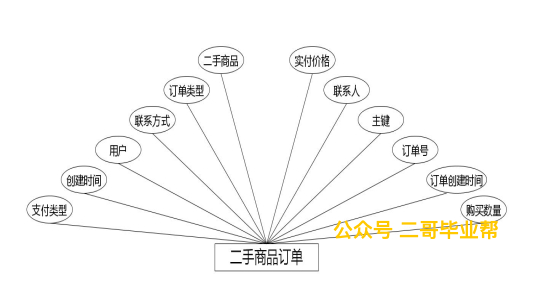 二手商品 实付价格
订单类型 联系人
联系方式 主键
用户 订单号
创建时间 订单创建时间
支付类型 购买数量
公众号 二哥毕业帮
二手商品订单